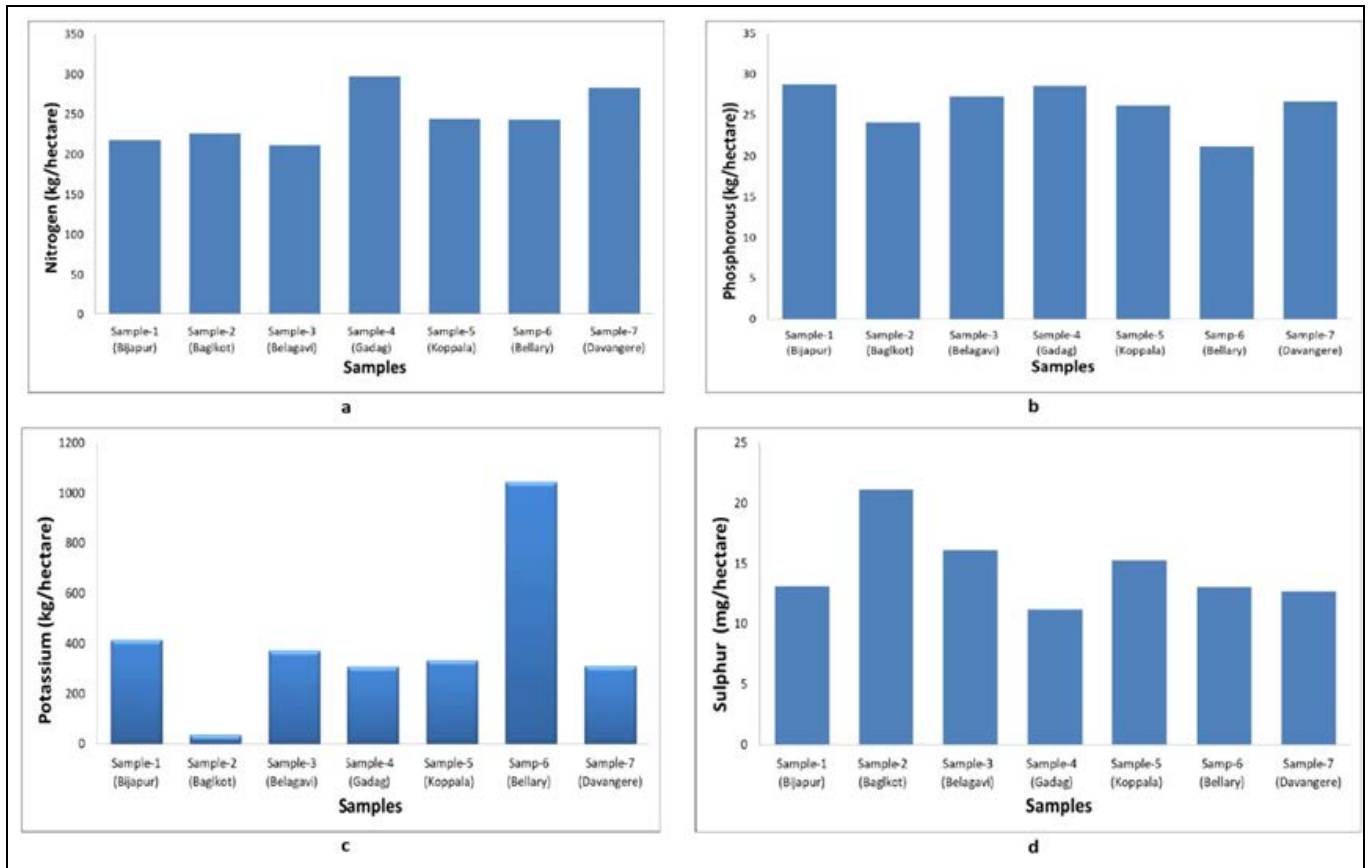 350
300
250
200
150
100
50
0
Nitrogen (kg/hectare)
Sample-1 Sample-2 Sample-3 Sample-4 Sample-5 Samp-6 Sample-7
(Bijapur) (Baglkot) (Belagavi) (Gadag) (Koppala) (Bellary) (Davangere)
Samples
a
35
30
25
20
15
10
5
0
Phosphorous (kg/hectare))
Sample-1 Sample-2 Sample-3 Sample-4 Sample-5 Samp-6 Sample-7
(Bijapur) (Baglkot) (Belagavi) (Gadag) (Koppala) (Bellary) (Davangere)
Samples
b
1200
1000
800
600
400
200
0
Potassium (kg/hectare)
Sample-1 Sample-2 Sample-3 Sample-4 Sample-5 Samp-6 Sample-7
(Bijapur) (Baglkot) (Belagavi) (Gadag) (Koppala) (Bellary) (Davangere)
Samples
c
25
20
15
10
5
0
Sulphur (mg/hectare)
Sample-1 Sample-2 Sample-3 Sample-4 Sample-5 Samp-6 Sample-7
(Bijapur) (Baglkot) (Belagavi) (Gadag) (Koppala) (Bellary) (Davangere)
Samples
d